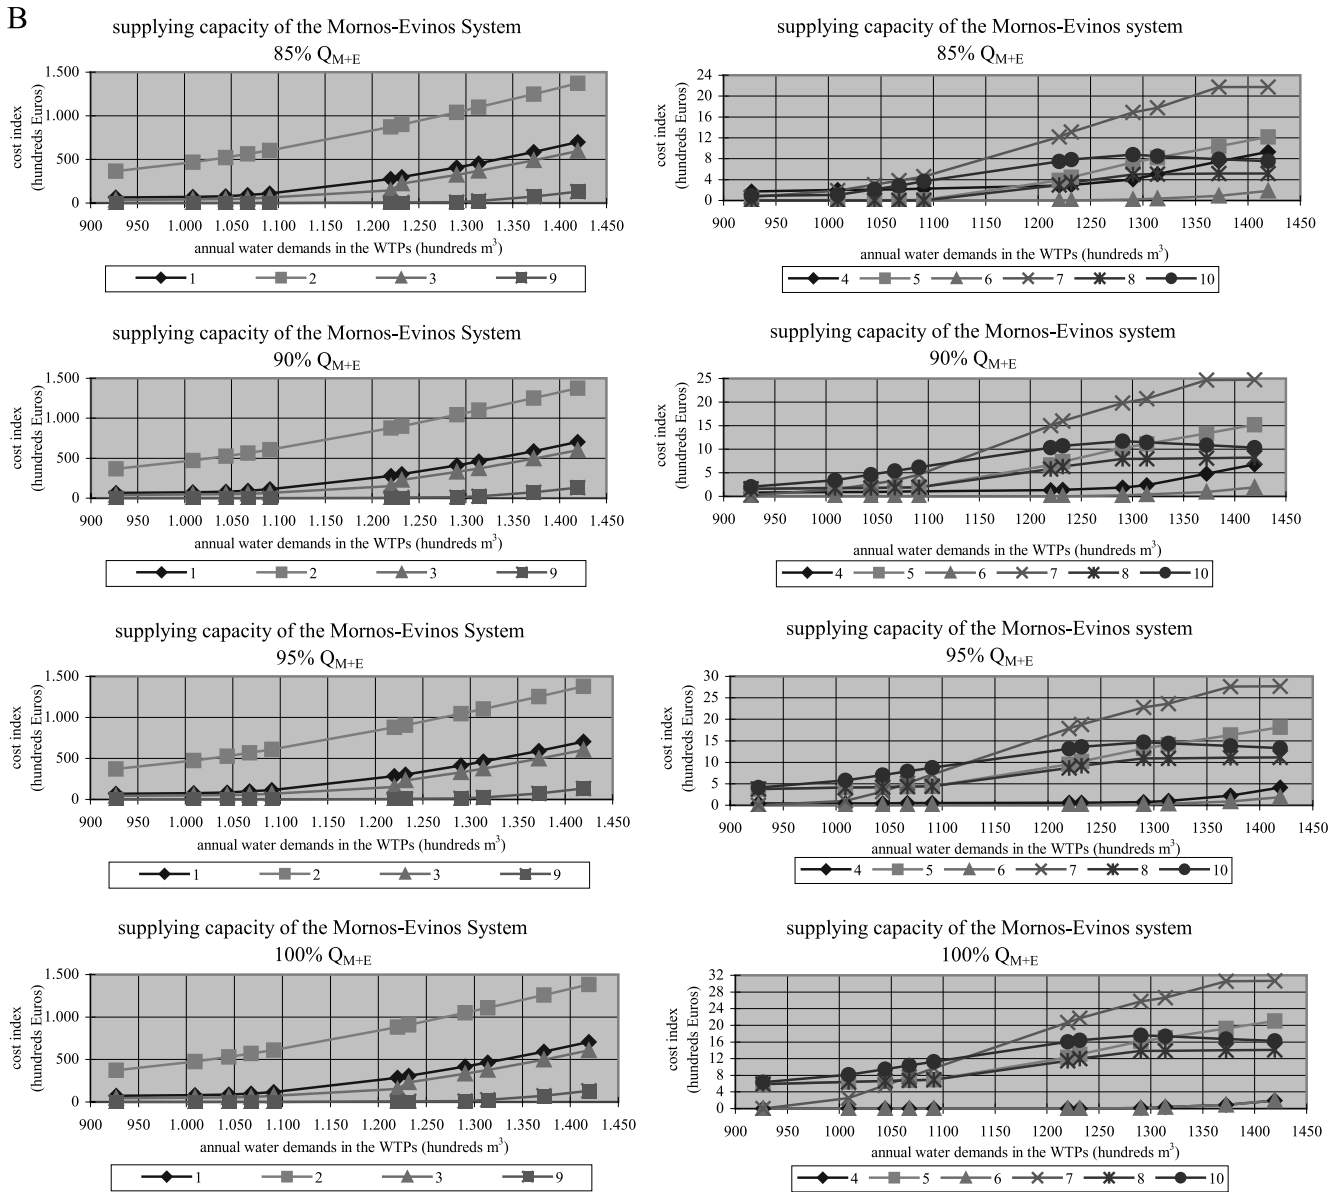 B
supplying capacity of the Mornos-Evinos System
85% Q_{M+E}
cost index
(hundreds Euros)
1.500
1.000
500
0
900 950 1.000 1.050 1.100 1.150 1.200 1.250 1.300 1.350 1.400 1.450
annual water demands in the WTPs (hundreds m³)
1 2 3 9
supplying capacity of the Mornos-Evinos system
85% Q_{M+E}
cost index
(hundreds Euros)
24
20
16
12
8
4
0
900 950 1000 1050 1100 1150 1200 1250 1300 1350 1400 1450
annual water demands in the WTPs (hundreds m³)
4 5 6 7 8 10
supplying capacity of the Mornos-Evinos System
90% Q_{M+E}
cost index
(hundreds Euros)
1.500
1.000
500
0
900 950 1.000 1.050 1.100 1.150 1.200 1.250 1.300 1.350 1.400 1.450
annual water demands in the WTPs (hundreds m³)
1 2 3 9
supplying capacity of the Mornos-Evinos system
90% Q_{M+E}
cost index
(hundreds Euros)
25
20
15
10
5
0
900 950 1000 1050 1100 1150 1200 1250 1300 1350 1400 1450
annual water demands in the WTPs (hundreds m³)
4 5 6 7 8 10
supplying capacity of the Mornos-Evinos System
95% Q_{M+E}
cost index
(hundreds Euros)
1.500
1.000
500
0
900 950 1.000 1.050 1.100 1.150 1.200 1.250 1.300 1.350 1.400 1.450
annual water demands in the WTPs (hundreds m³)
1 2 3 9
supplying capacity of the Mornos-Evinos system
95% Q_{M+E}
cost index
(hundreds Euros)
30
25
20
15
10
5
0
900 950 1000 1050 1100 1150 1200 1250 1300 1350 1400 1450
annual water demands in the WTPs (hundreds m³)
4 5 6 7 8 10
supplying capacity of the Mornos-Evinos System
100% Q_{M+E}
cost index
(hundreds Euros)
1.500
1.000
500
0
900 950 1.000 1.050 1.100 1.150 1.200 1.250 1.300 1.350 1.400 1.450
annual water demands in the WTPs (hundreds m³)
1 2 3 9
supplying capacity of the Mornos-Evinos system
100% Q_{M+E}
cost index
(hundreds Euros)
32
28
24
20
16
12
8
4
0
900 950 1000 1050 1100 1150 1200 1250 1300 1350 1400 1450
annual water demands in the WTPs (hundreds m³)
4 5 6 7 8 10